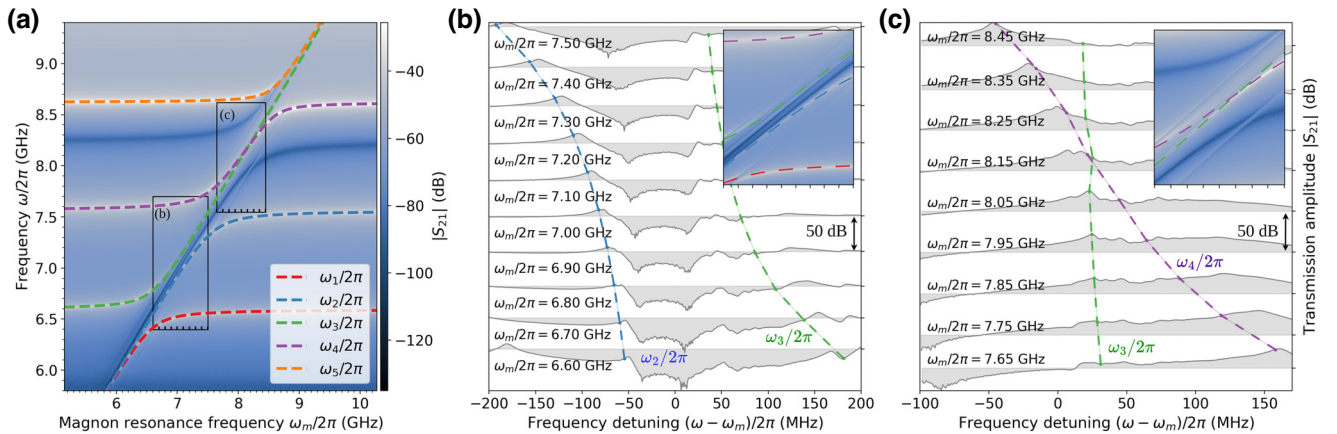 (a)
9.0
8.5
8.0
7.5
7.0
6.5
6.0
Frequency ω/2π (GHz)
(c)
(b)
ω₁/2π
ω₂/2π
ω₃/2π
ω₄/2π
ω₅/2π
6
7
8
9
10
Magnon resonance frequency ωₘ/2π (GHz)
−40
−60
−80
−100
−120
|S₂₁| (dB)
(b)
ωₘ/2π = 7.50 GHz
ωₘ/2π = 7.40 GHz
ωₘ/2π = 7.30 GHz
ωₘ/2π = 7.20 GHz
ωₘ/2π = 7.10 GHz
ωₘ/2π = 7.00 GHz
ωₘ/2π = 6.90 GHz
ωₘ/2π = 6.80 GHz
ωₘ/2π = 6.70 GHz
ωₘ/2π = 6.60 GHz
50 dB
ω₂/2π
ω₃/2π
−200
−150
−100
−50
0
50
100
150
200
Frequency detuning (ω − ωₘ)/2π (MHz)
(c)
ωₘ/2π = 8.45 GHz
ωₘ/2π = 8.35 GHz
ωₘ/2π = 8.25 GHz
ωₘ/2π = 8.15 GHz
ωₘ/2π = 8.05 GHz
ωₘ/2π = 7.95 GHz
ωₘ/2π = 7.85 GHz
ωₘ/2π = 7.75 GHz
ωₘ/2π = 7.65 GHz
50 dB
ω₄/2π
ω₃/2π
−100
−50
0
50
100
150
Frequency detuning (ω − ωₘ)/2π (MHz)
Transmission amplitude |S₂₁| (dB)